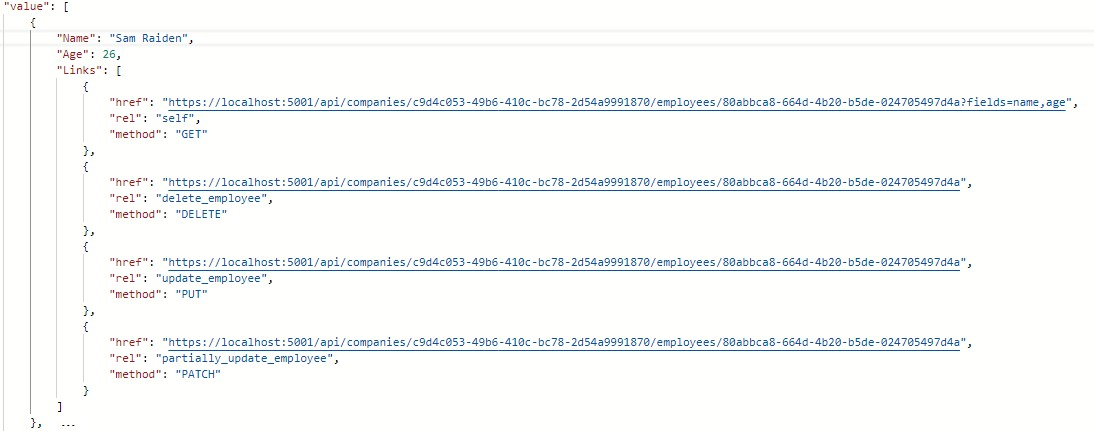 "value": [
{
"Name": "Sam Raiden",
"Age": 26,
"Links": [
{
"href": "https://localhost:5001/api/companies/c9d4c053-49b6-410c-bc78-2d54a9991870/employees/80abbca8-664d-4b20-b5de-024705497d4a?fields=name,age",
"rel": "self",
"method": "GET"
},
{
"href": "https://localhost:5001/api/companies/c9d4c053-49b6-410c-bc78-2d54a9991870/employees/80abbca8-664d-4b20-b5de-024705497d4a",
"rel": "delete_employee",
"method": "DELETE"
},
{
"href": "https://localhost:5001/api/companies/c9d4c053-49b6-410c-bc78-2d54a9991870/employees/80abbca8-664d-4b20-b5de-024705497d4a",
"rel": "update_employee",
"method": "PUT"
},
{
"href": "https://localhost:5001/api/companies/c9d4c053-49b6-410c-bc78-2d54a9991870/employees/80abbca8-664d-4b20-b5de-024705497d4a",
"rel": "partially_update_employee",
"method": "PATCH"
}
]
}, ...